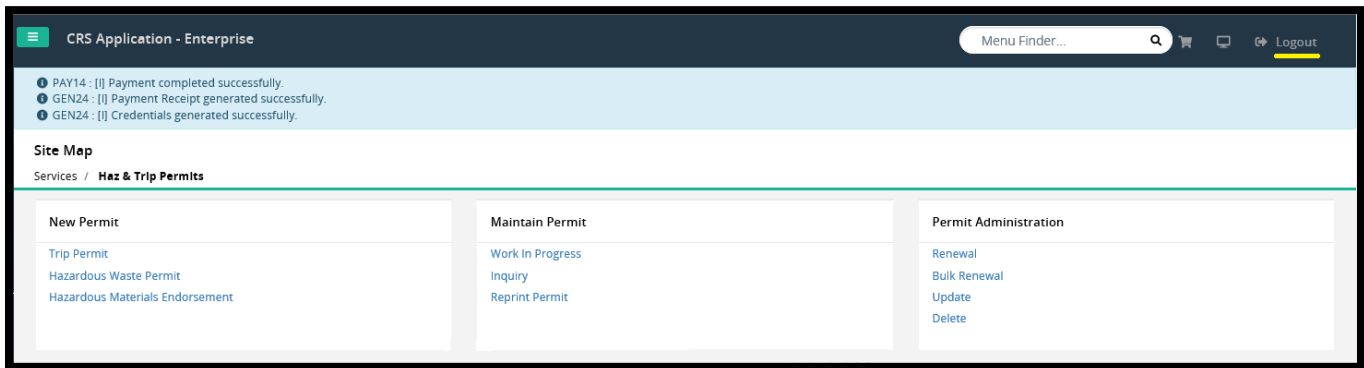 CRS Application - Enterprise
Menu Finder...
Logout
PAY14 : [I] Payment completed successfully.
GEN24 : [I] Payment Receipt generated successfully.
GEN24 : [I] Credentials generated successfully.
Site Map
Services / Haz & Trip Permits
New Permit
Trip Permit
Hazardous Waste Permit
Hazardous Materials Endorsement
Maintain Permit
Work In Progress
Inquiry
Reprint Permit
Permit Administration
Renewal
Bulk Renewal
Update
Delete